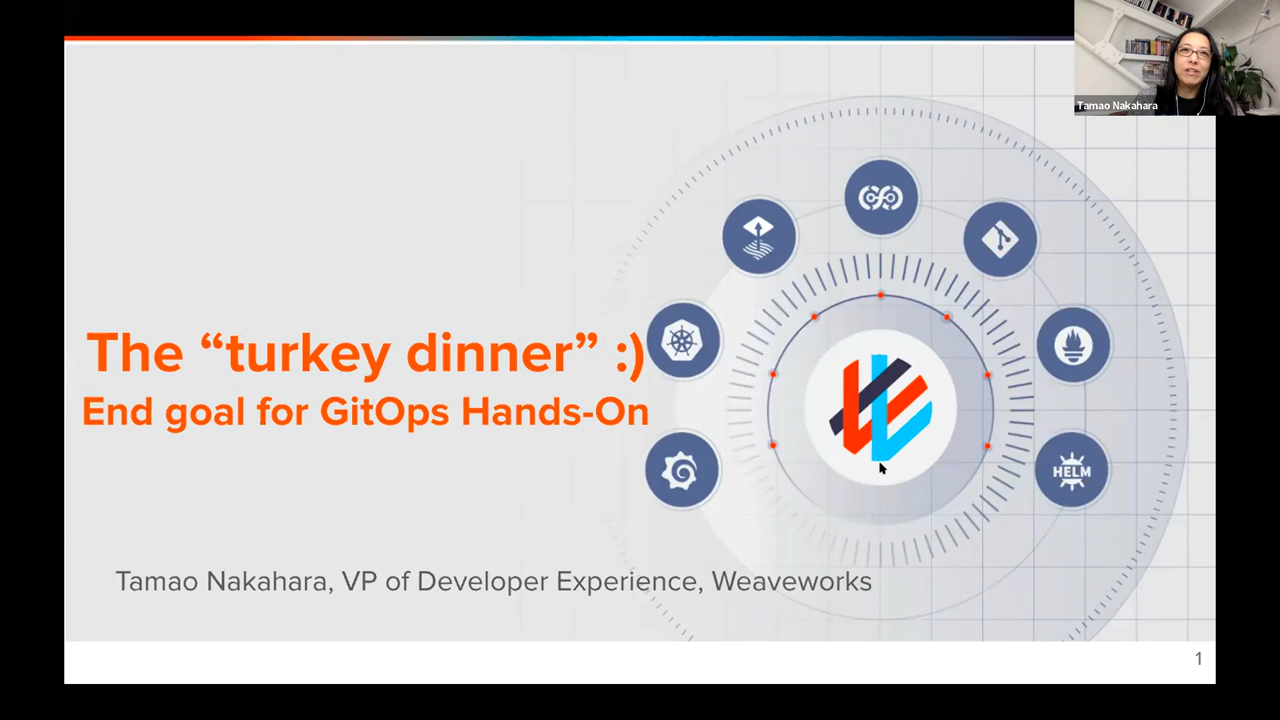 Tamao Nakahara
The “turkey dinner” :)
End goal for GitOps Hands-On
HELM
Tamao Nakahara, VP of Developer Experience, Weaveworks
1